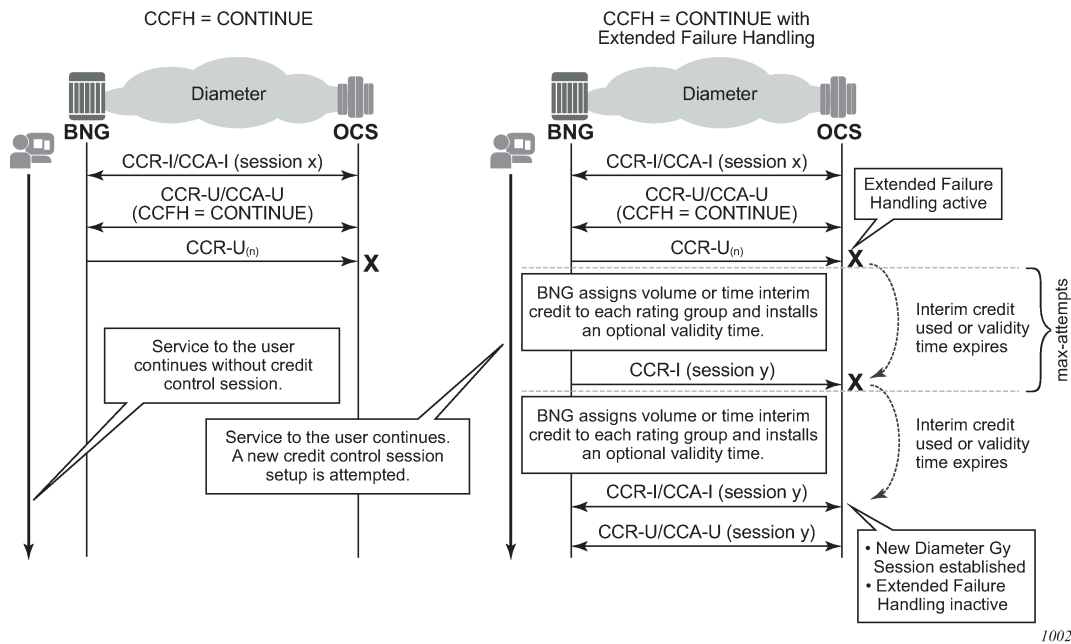 CCFH = CONTINUE
Diameter
BNG
OCS
CCR-I/CCA-I (session x)
CCR-U/CCA-U
(CCFH = CONTINUE)
CCR-U(n)
X
Service to the user
continues without credit
control session.
CCFH = CONTINUE with
Extended Failure Handling
Diameter
BNG
OCS
CCR-I/CCA-I (session x)
CCR-U/CCA-U
(CCFH = CONTINUE)
Extended Failure
Handling active
CCR-U(n)
X
BNG assigns volume or time interim
credit to each rating group and installs
an optional validity time.
Interim credit
used or validity
time expires
max-attempts
CCR-I (session y)
X
Service to the user continues.
A new credit control session
setup is attempted.
BNG assigns volume or time interim
credit to each rating group and installs
an optional validity time.
Interim credit
used or validity
time expires
CCR-I/CCA-I (session y)
CCR-U/CCA-U (session y)
• New Diameter Gy
Session established
• Extended Failure
Handling inactive
1002